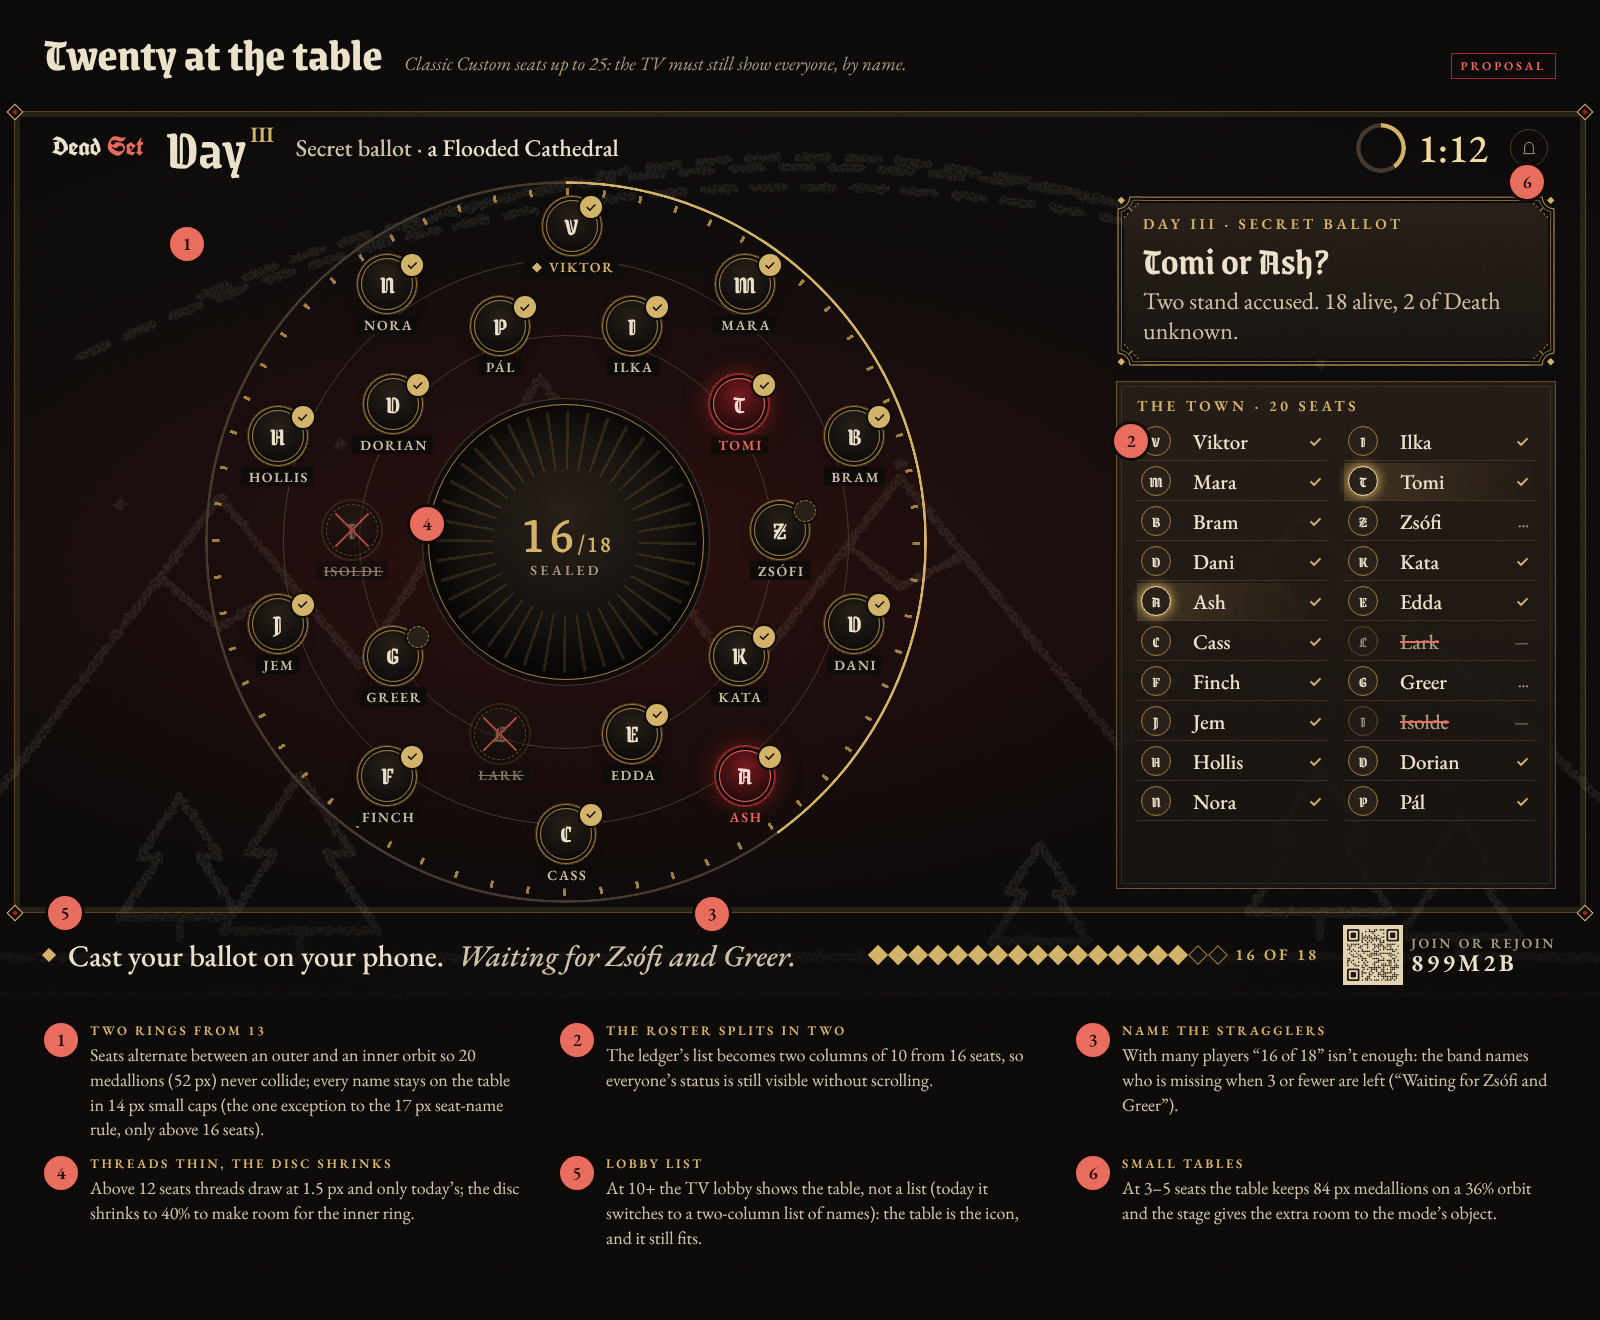 Twenty at the table
Classic Custom seats up to 25: the TV must still show everyone, by name.
PROPOSAL
Dead Set
Day III
Secret ballot · a Flooded Cathedral
1:12
6
1
V
VIKTOR
N
NORA
M
MARA
P
PÁL
I
ILKA
D
DORIAN
T
TOMI
H
HOLLIS
B
BRAM
I
ISOLDE
4
16/18
SEALED
Z
ZSÓFI
J
JEM
D
DANI
G
GREER
K
KATA
L
LARK
E
EDDA
F
FINCH
A
ASH
C
CASS
DAY III · SECRET BALLOT
Tomi or Ash?
Two stand accused. 18 alive, 2 of Death
unknown.
THE TOWN · 20 SEATS
2
V Viktor
I Ilka
M Mara
T Tomi
B Bram
Z Zsófi ...
D Dani
K Kata
A Ash
E Edda
C Cass
L Lark —
F Finch
G Greer ...
J Jem
I Isolde —
H Hollis
D Dorian
N Nora
P Pál
5
3
Cast your ballot on your phone. Waiting for Zsófi and Greer.
16 OF 18
JOIN OR REJOIN
899M2B
1
TWO RINGS FROM 13
Seats alternate between an outer and an inner orbit so 20
medallions (52 px) never collide; every name stays on the table
in 14 px small caps (the one exception to the 17 px seat-name
rule, only above 16 seats).
2
THE ROSTER SPLITS IN TWO
The ledger’s list becomes two columns of 10 from 16 seats, so
everyone’s status is still visible without scrolling.
3
NAME THE STRAGGLERS
With many players “16 of 18” isn’t enough: the band names
who is missing when 3 or fewer are left (“Waiting for Zsófi and
Greer”).
4
THREADS THIN, THE DISC SHRINKS
Above 12 seats threads draw at 1.5 px and only today’s; the disc
shrinks to 40% to make room for the inner ring.
5
LOBBY LIST
At 10+ the TV lobby shows the table, not a list (today it
switches to a two-column list of names): the table is the icon,
and it still fits.
6
SMALL TABLES
At 3–5 seats the table keeps 84 px medallions on a 36% orbit
and the stage gives the extra room to the mode’s object.